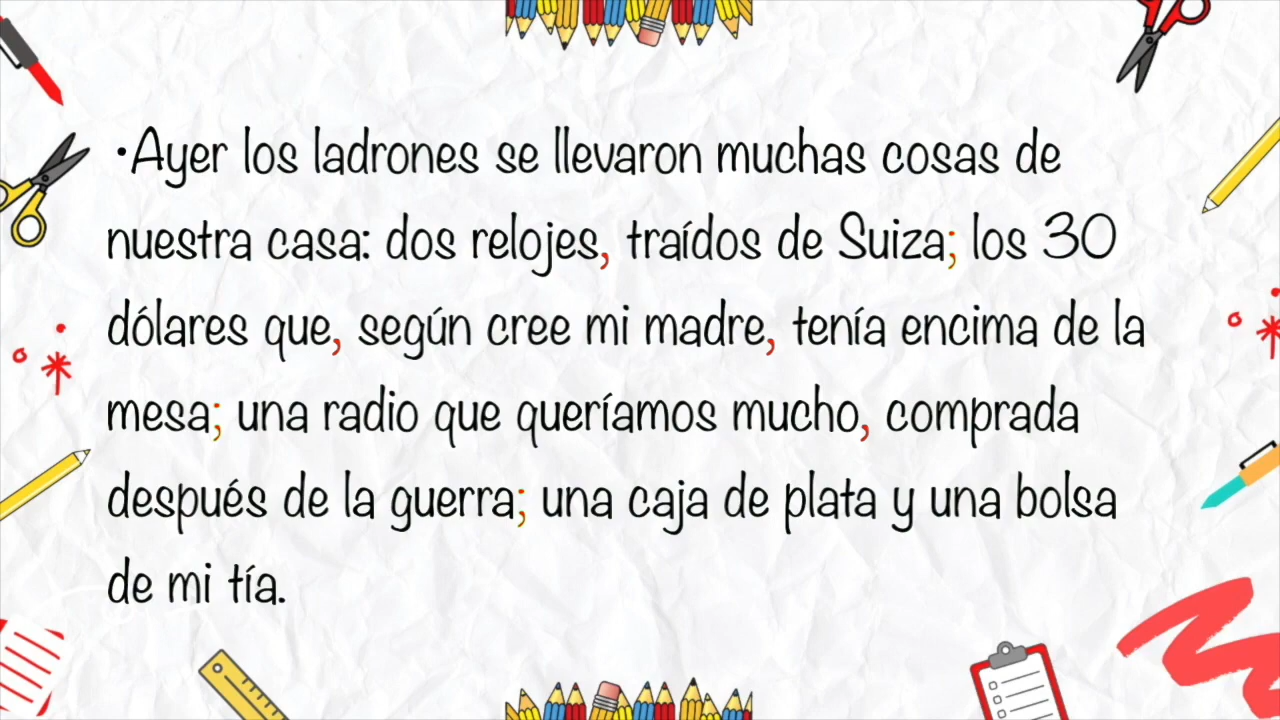 •Ayer los ladrones se llevaron muchas cosas de
nuestra casa: dos relojes, traídos de Suiza; los 30
dólares que, según cree mi madre, tenía encima de la
mesa; una radio que queríamos mucho, comprada
después de la guerra; una caja de plata y una bolsa
de mi tía.